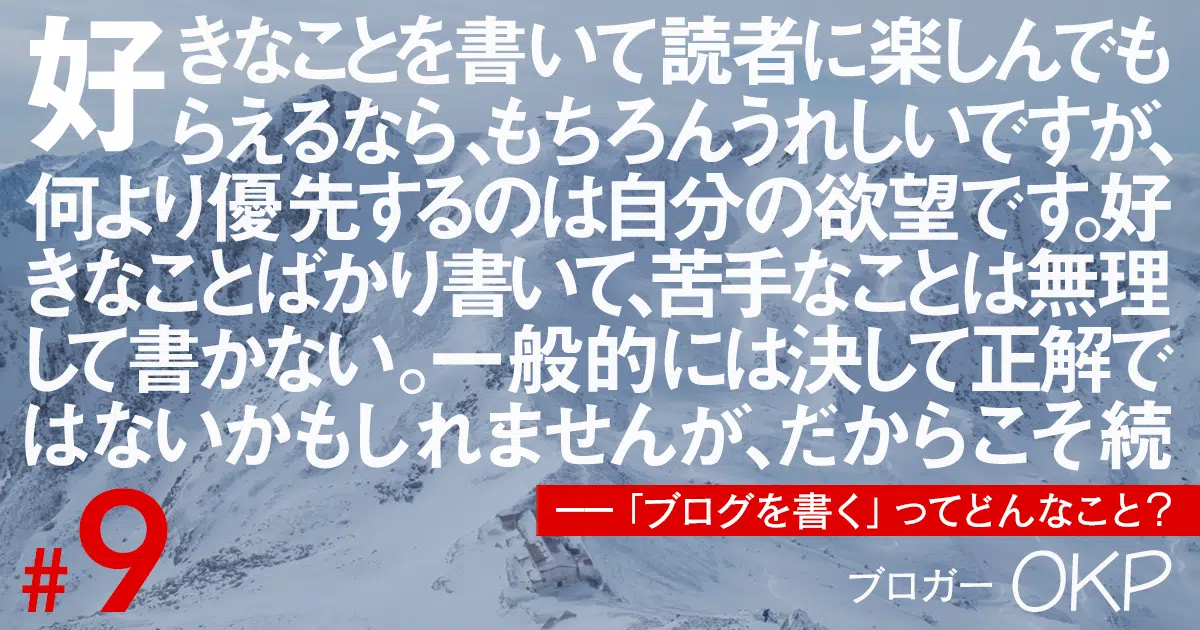 好きなことを書いて読者に楽しんでも
らえるなら、もちろんうれしいですが、
何より優先するのは自分の欲望です。好
きなことばかり書いて、苦手なことは無理
して書かない。一般的には決して正解で
はないかもしれませんが、だからこそ続
#9
──「ブログを書く」ってどんなこと？
ブロガー OKP